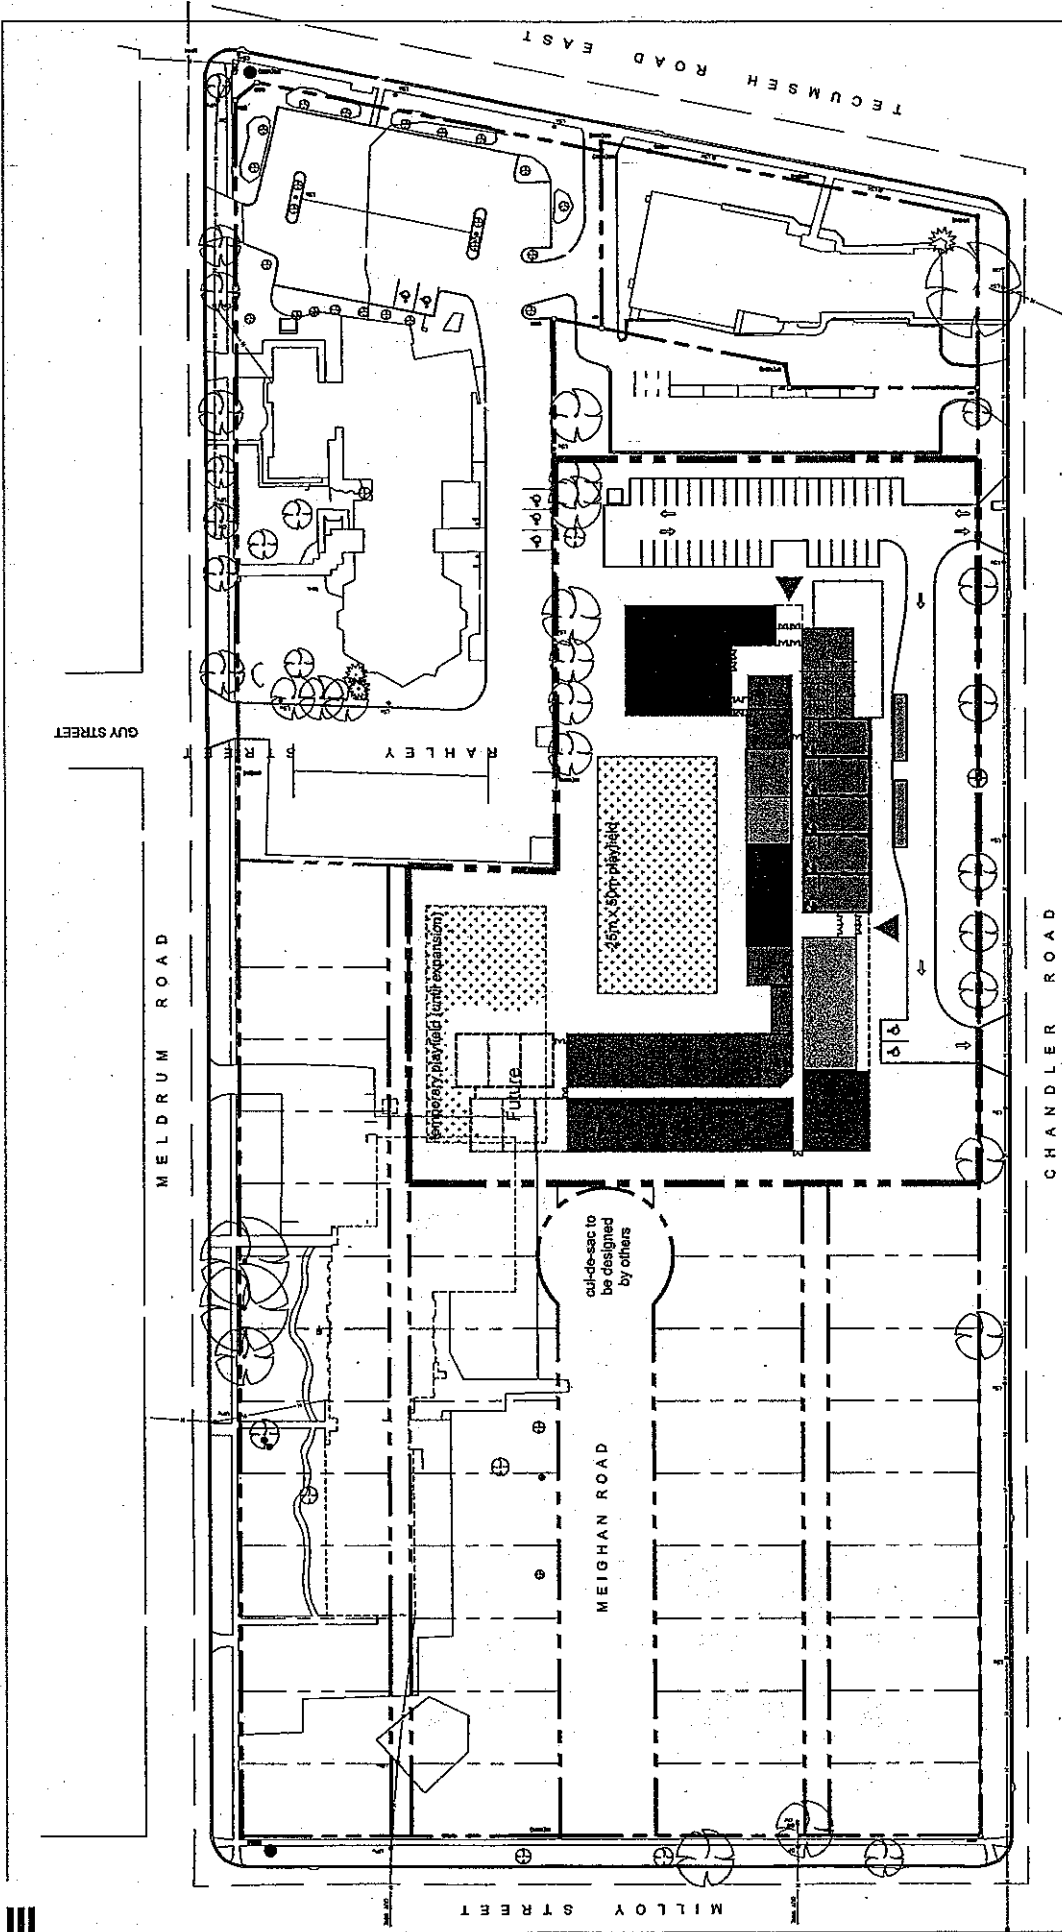 TECUMSEH ROAD EAST
GUY STREET
RAHLEY STREET
MELDRUM ROAD
CHANDLER ROAD
25m x 50m playfield
temporary playfield (until expansion)
Future
cul-de-sac to
be designed
by others
MEIGHAN ROAD
MILLOY STREET